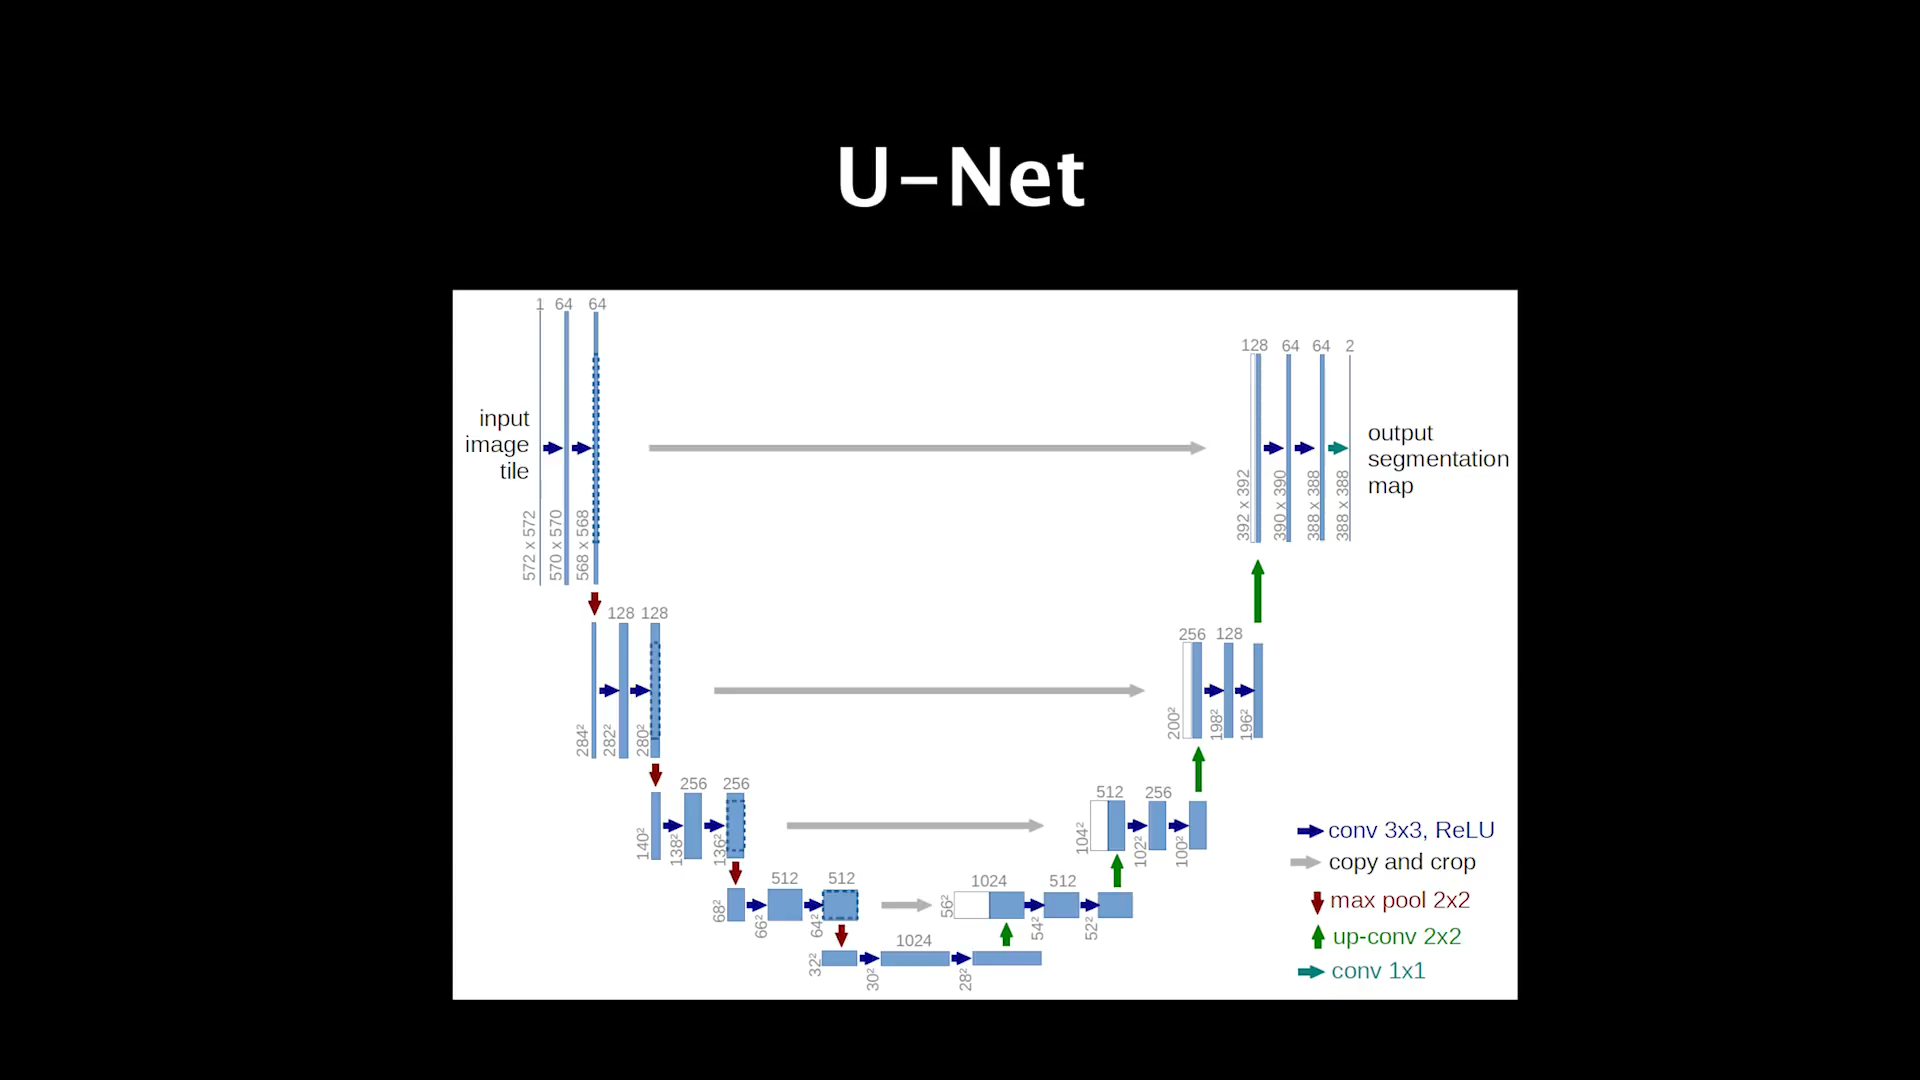 U-Net
1 64 64
input
image
tile
572 x 572
570 x 570
568 x 568
128 64 64 2
output
segmentation
map
392 x 392
390 x 390
388 x 388
388 x 388
128 128
284²
282²
280²
256 128
200²
198²
196²
256 256
140²
138²
136²
512 256
104²
102²
100²
512 512
68²
66²
64²
1024 512
56²
54²
52²
1024
32²
30²
28²
conv 3x3, ReLU
copy and crop
max pool 2x2
up-conv 2x2
conv 1x1